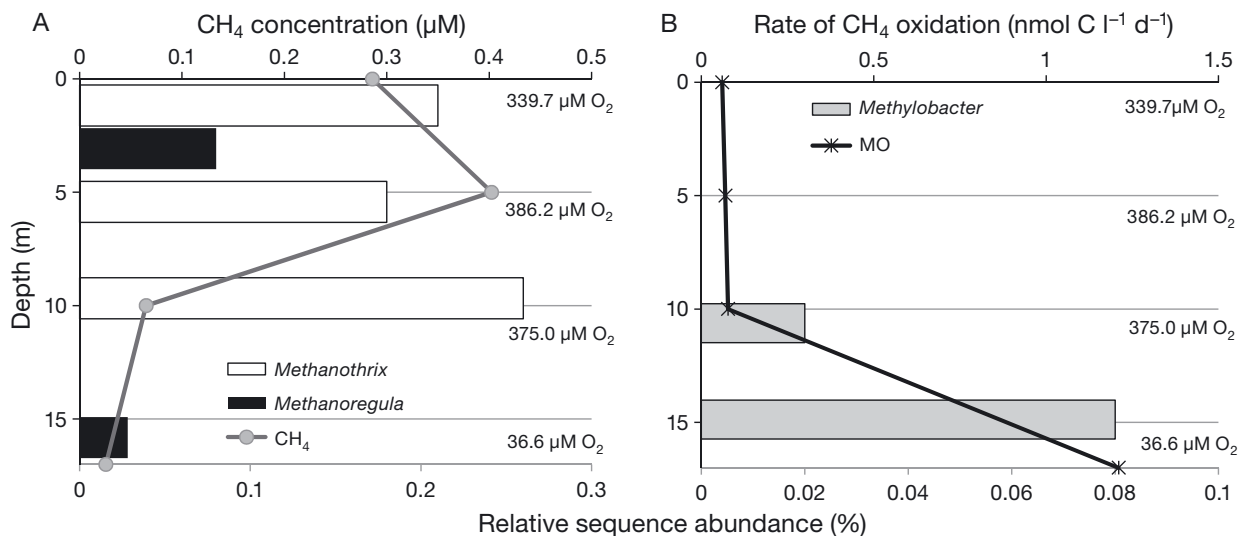 A
CH₄ concentration (µM)
0 0.1 0.2 0.3 0.4 0.5
0
5
10
15
Depth (m)
339.7 µM O₂
386.2 µM O₂
375.0 µM O₂
36.6 µM O₂
Methanothrix
Methanoregula
CH₄
0 0.1 0.2 0.3
B
Rate of CH₄ oxidation (nmol C l⁻¹ d⁻¹)
0 0.5 1 1.5
0
5
10
15
339.7µM O₂
386.2 µM O₂
375.0 µM O₂
36.6 µM O₂
Methylobacter
MO
0 0.02 0.04 0.06 0.08 0.1
Relative sequence abundance (%)